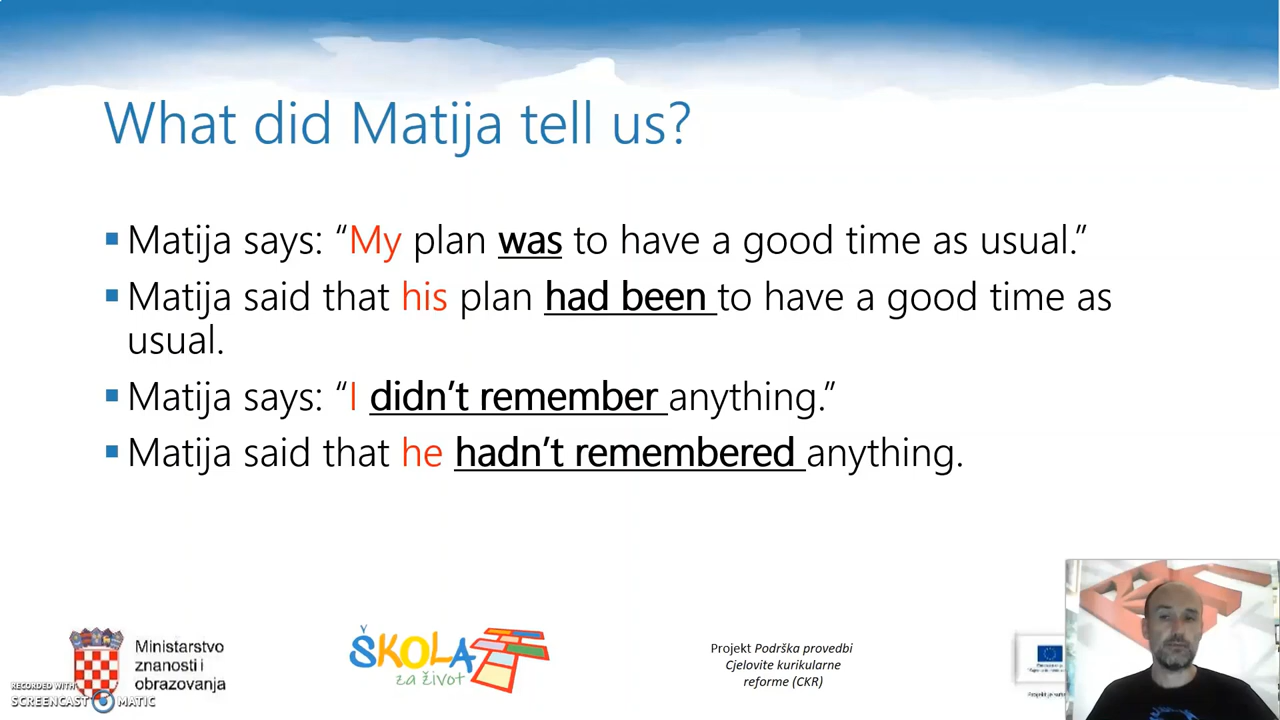 What did Matija tell us?
Matija says: “My plan was to have a good time as usual.”
Matija said that his plan had been to have a good time as
usual.
Matija says: “I didn’t remember anything.”
Matija said that he hadn’t remembered anything.
Ministarstvo
znanosti i
obrazovanja
ŠKOLA
za život
Projekt Podrška provedbi
Cjelovite kurikularne
reforme (CKR)
RECORDED WITH
SCREENCAST MATIC